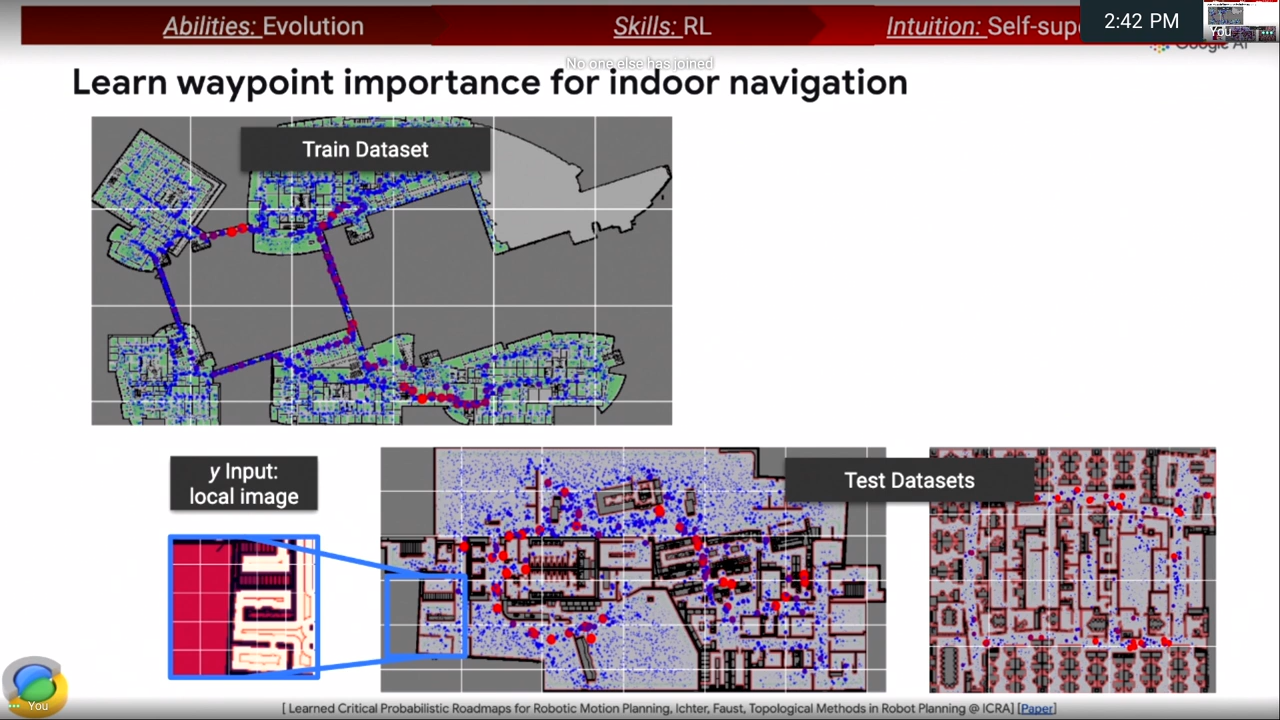 Abilities: Evolution
Skills: RL
Intuition: Self-sup
2:42 PM
You
Google AI
No one else has joined
Learn waypoint importance for indoor navigation
Train Dataset
y Input:
local image
Test Datasets
You
[ Learned Critical Probabilistic Roadmaps for Robotic Motion Planning, Ichter, Faust, Topological Methods in Robot Planning @ ICRA] [Paper]